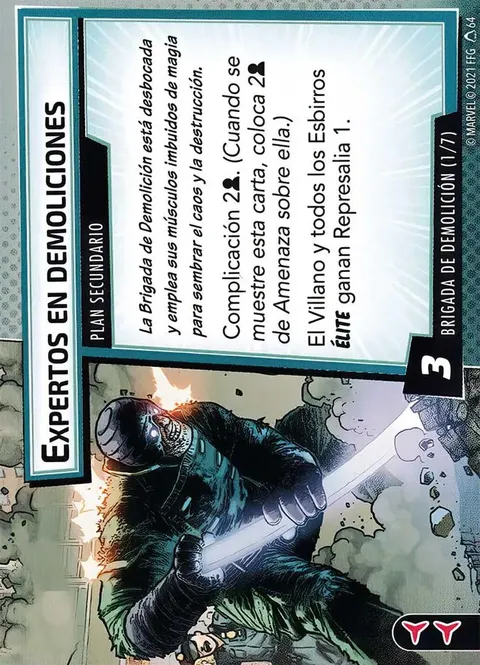 EXPERTOS EN DEMOLICIONES
PLAN SECUNDARIO
La Brigada de Demolición está desbocada
y emplea sus músculos imbuidos de magia
para sembrar el caos y la destrucción.
Complicación 2. (Cuando se
muestre esta carta, coloca 2
de Amenaza sobre ella.)
El Villano y todos los Esbirros
ÉLITE ganan Represalia 1.
3
BRIGADA DE DEMOLICIÓN (1/7)
© MARVEL © 2021 FFG 64